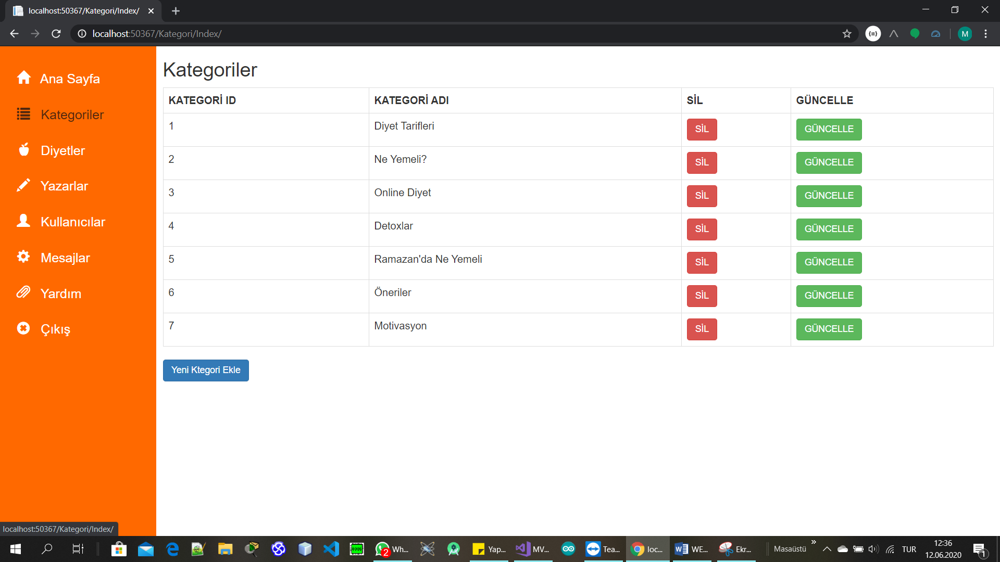 localhost:50367/Kategori/Index/
localhost:50367/Kategori/Index/
M
Ana Sayfa
Kategoriler
Diyetler
Yazarlar
Kullanıcılar
Mesajlar
Yardım
Çıkış
Kategoriler
KATEGORİ ID KATEGORİ ADI SİL GÜNCELLE
1 Diyet Tarifleri SİL GÜNCELLE
2 Ne Yemeli? SİL GÜNCELLE
3 Online Diyet SİL GÜNCELLE
4 Detoxlar SİL GÜNCELLE
5 Ramazan'da Ne Yemeli SİL GÜNCELLE
6 Öneriler SİL GÜNCELLE
7 Motivasyon SİL GÜNCELLE
Yeni Ktegori Ekle
localhost:50367/Kategori/Index/
8086 2 Wh... Yap... MV... Tea... loc... WE... Ekr... Masaüstü TUR 12:36
12.06.2020 1